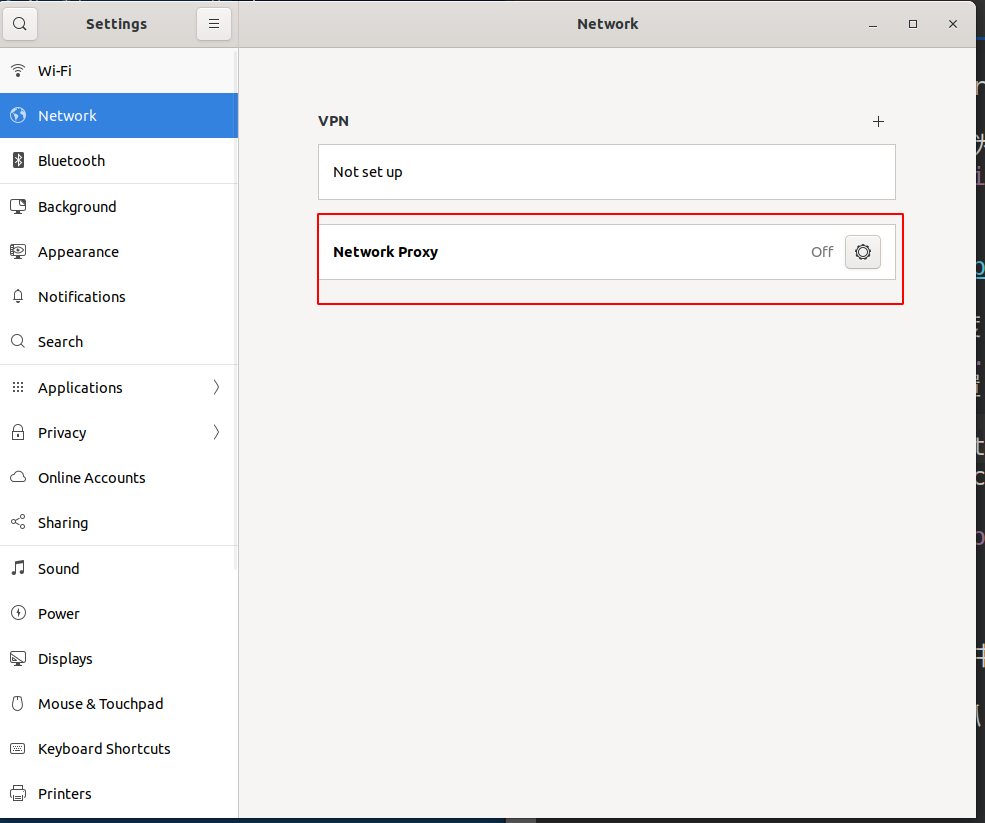 Settings
Network
Wi-Fi
Network
Bluetooth
Background
Appearance
Notifications
Search
Applications
Privacy
Online Accounts
Sharing
Sound
Power
Displays
Mouse & Touchpad
Keyboard Shortcuts
Printers
VPN
Not set up
Network Proxy Off